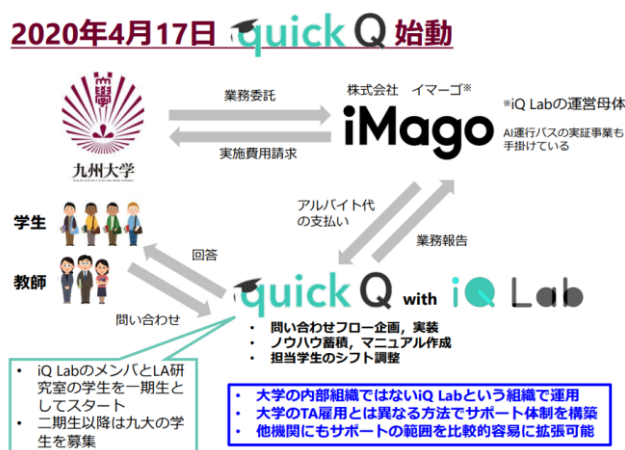 2020年4月17日 quick Q 始動
業務委託
実施費用請求
九州大学
株式会社 イマーゴ※
iMago
※iQ Labの運営母体
AI運行バスの実証事業も
手掛けている
学生
教師
回答
問い合わせ
アルバイト代
の支払い
業務報告
quick Q with iQ Lab
• 問い合わせフロー企画，実装
• ノウハウ蓄積，マニュアル作成
• 担当学生のシフト調整
• iQ LabのメンバとLA研
究室の学生を一期生と
してスタート
• 二期生以降は九大の学
生を募集
• 大学の内部組織ではないiQ Labという組織で運用
• 大学のTA雇用とは異なる方法でサポート体制を構築
• 他機関にもサポートの範囲を比較的容易に拡張可能